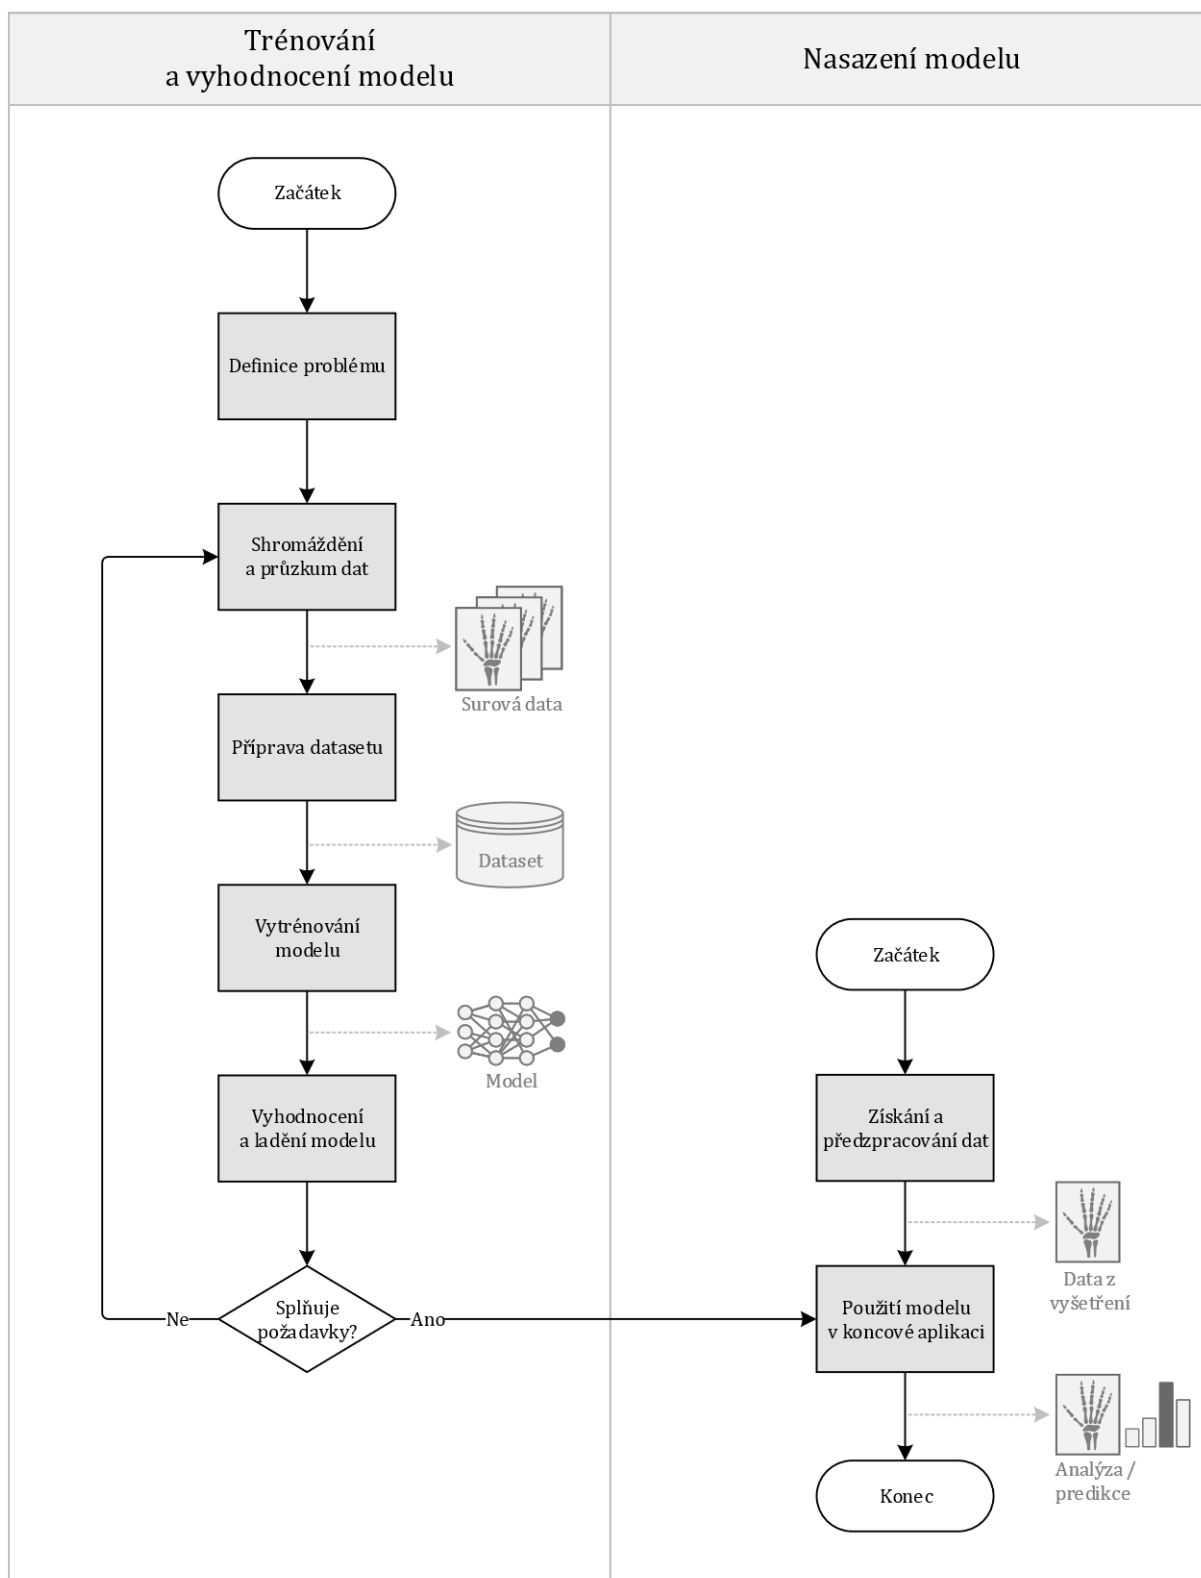 Trénování
a vyhodnocení modelu
Nasazení modelu
Začátek
Definice problému
Shromáždění
a průzkum dat
Surová data
Příprava datasetu
Dataset
Vytrénování
modelu
Model
Vyhodnocení
a ladění modelu
Splňuje
požadavky?
Ne
Ano
Začátek
Získání a
předzpracování dat
Data z
vyšetření
Použití modelu
v koncové aplikaci
Analýza /
predikce
Konec